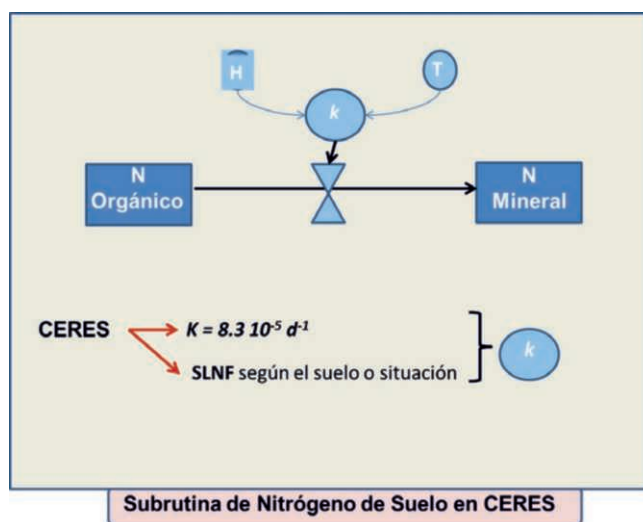 H
T
k
N
Orgánico
N
Mineral
CERES
K = 8.3 10-5 d-1
SLNF según el suelo o situación
k
Subrutina de Nitrógeno de Suelo en CERES